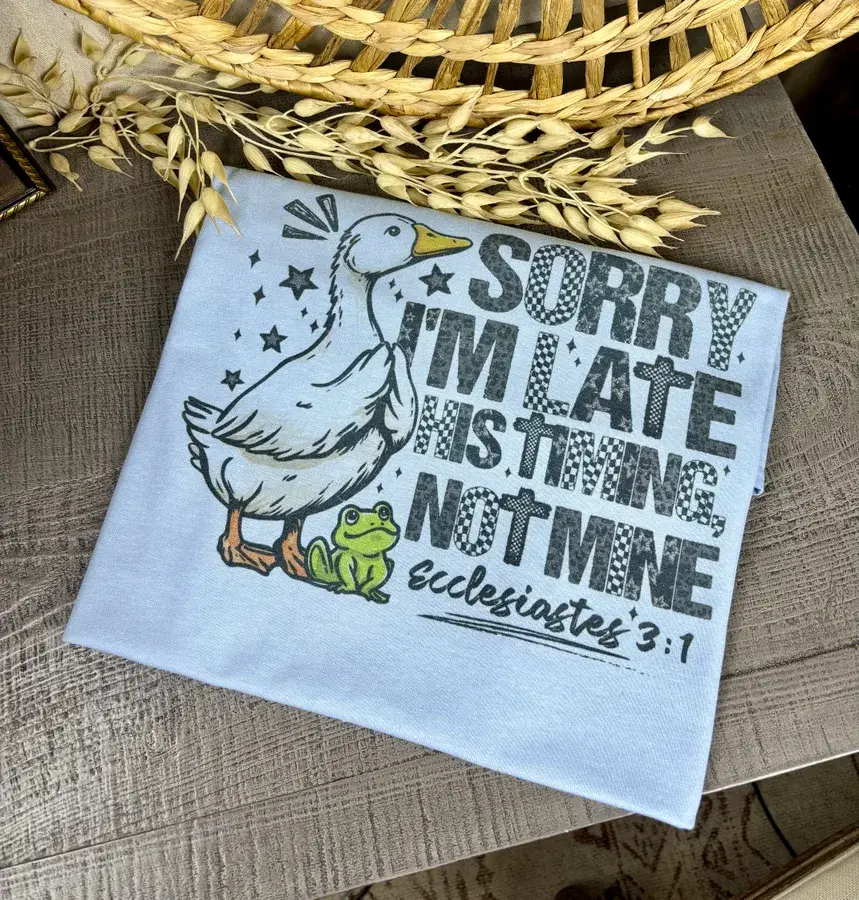 SORRY
I'M LATE
HIS TIMING,
NOT MINE
Ecclesiastes 3:1